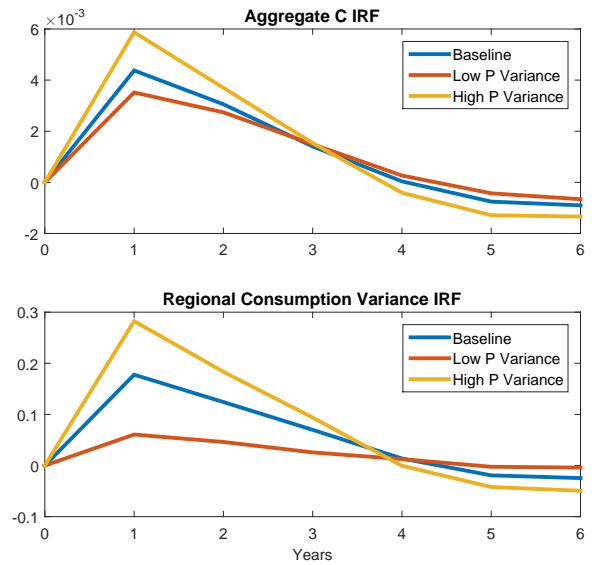 Aggregate C IRF
×10⁻³
6
4
2
0
-2
0 1 2 3 4 5 6
Baseline
Low P Variance
High P Variance
Regional Consumption Variance IRF
0.3
0.2
0.1
0
-0.1
0 1 2 3 4 5 6
Years
Baseline
Low P Variance
High P Variance